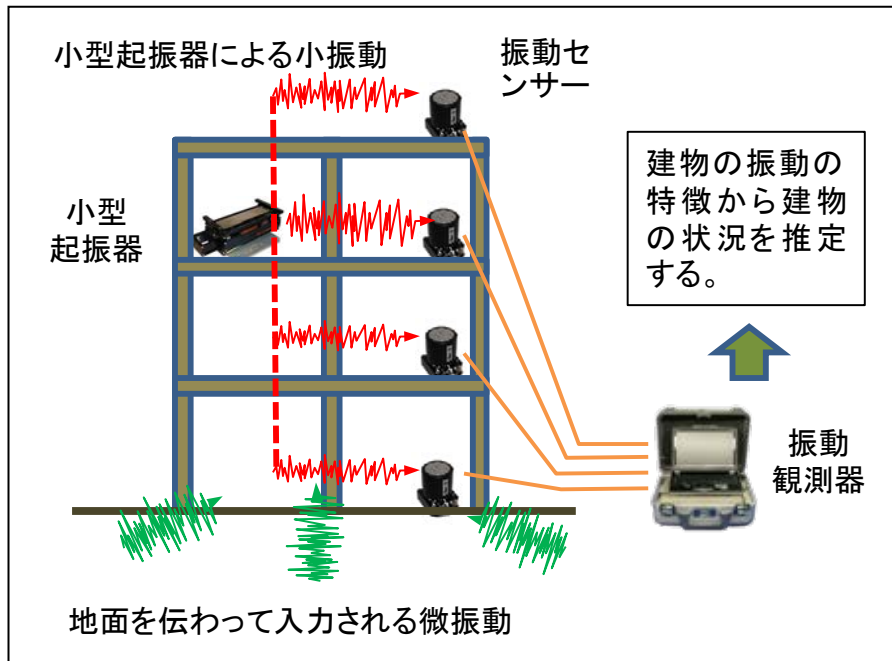 小型起振器による小振動
振動セ
ンサー
小型
起振器
建物の振動の
特徴から建物
の状況を推定
する。
振動
観測器
地面を伝わって入力される微振動